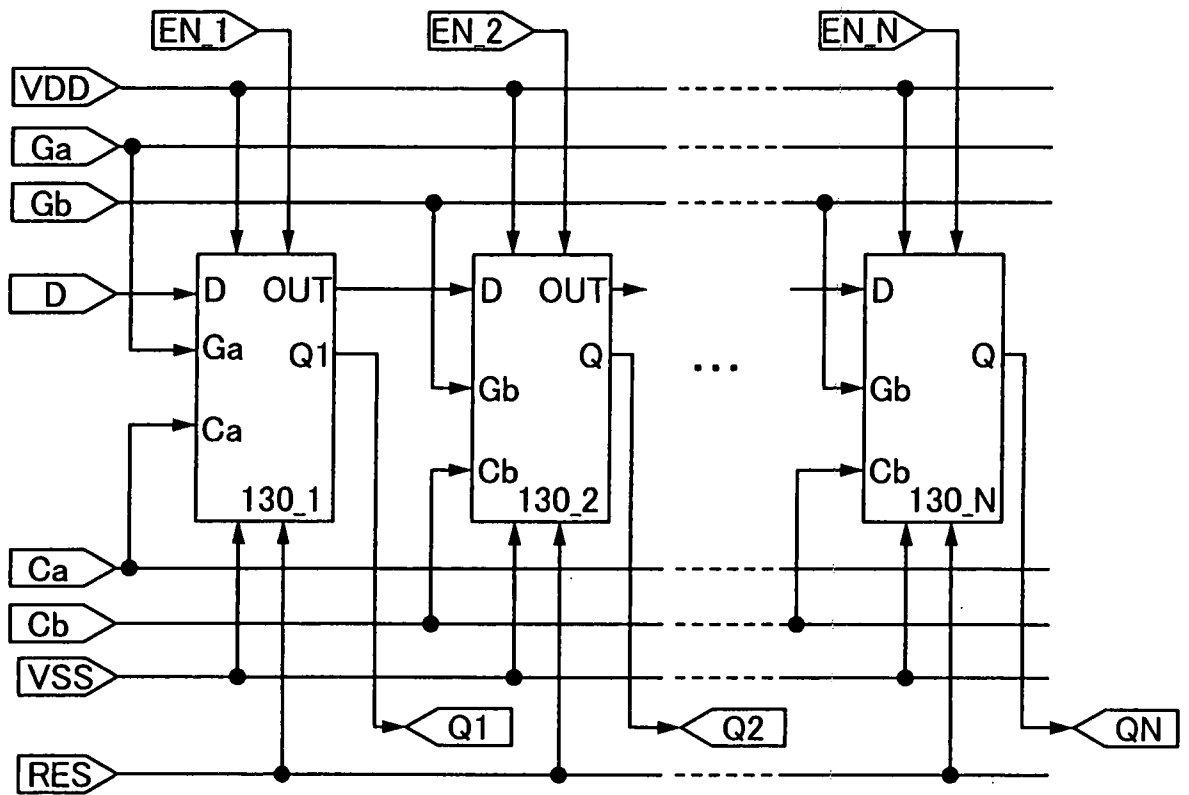 EN_1
EN_2
EN_N
VDD
Ga
Gb
D
D OUT
Ga
Q1
Ca
130_1
D OUT
Q
Gb
Cb
130_2
...
D
Q
Gb
Cb
130_N
Ca
Cb
VSS
Q1
Q2
QN
RES